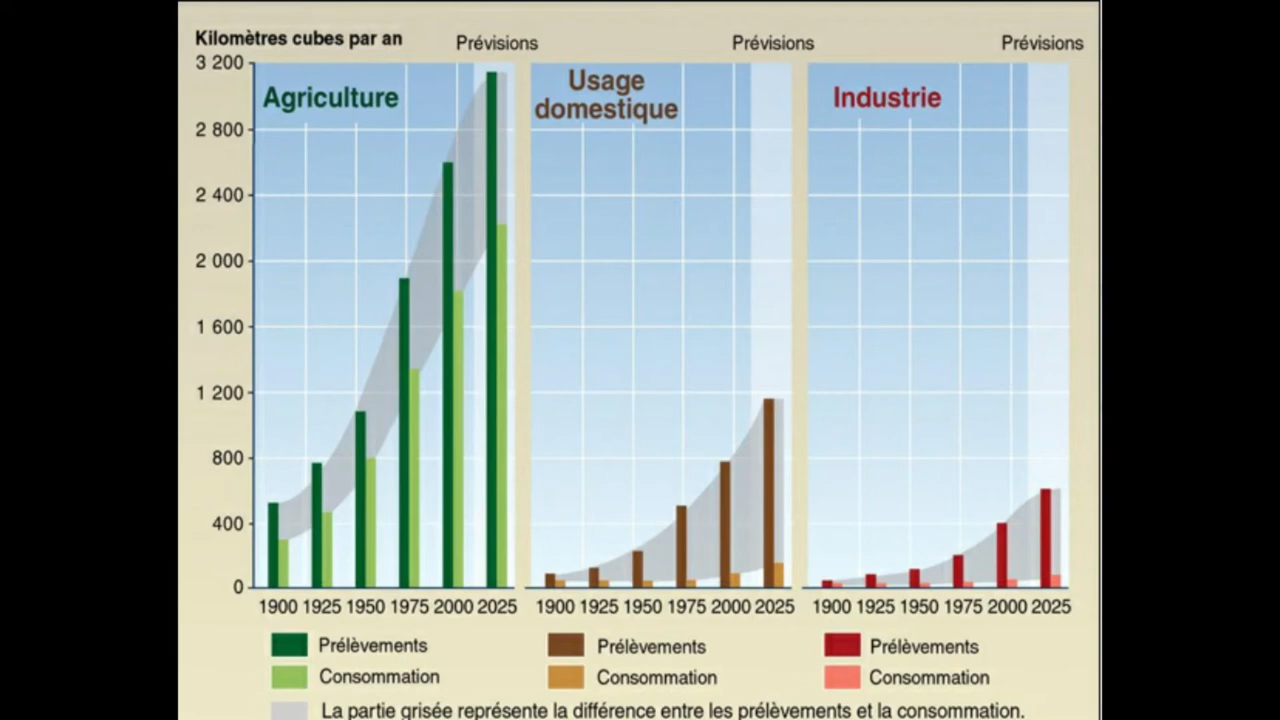 Kilomètres cubes par an
Prévisions
Prévisions
Prévisions
3 200
2 800
2 400
2 000
1 600
1 200
800
400
0
Agriculture
Usage
domestique
Industrie
1900 1925 1950 1975 2000 2025
1900 1925 1950 1975 2000 2025
1900 1925 1950 1975 2000 2025
Prélèvements
Consommation
Prélèvements
Consommation
Prélèvements
Consommation
La partie grisée représente la différence entre les prélèvements et la consommation.